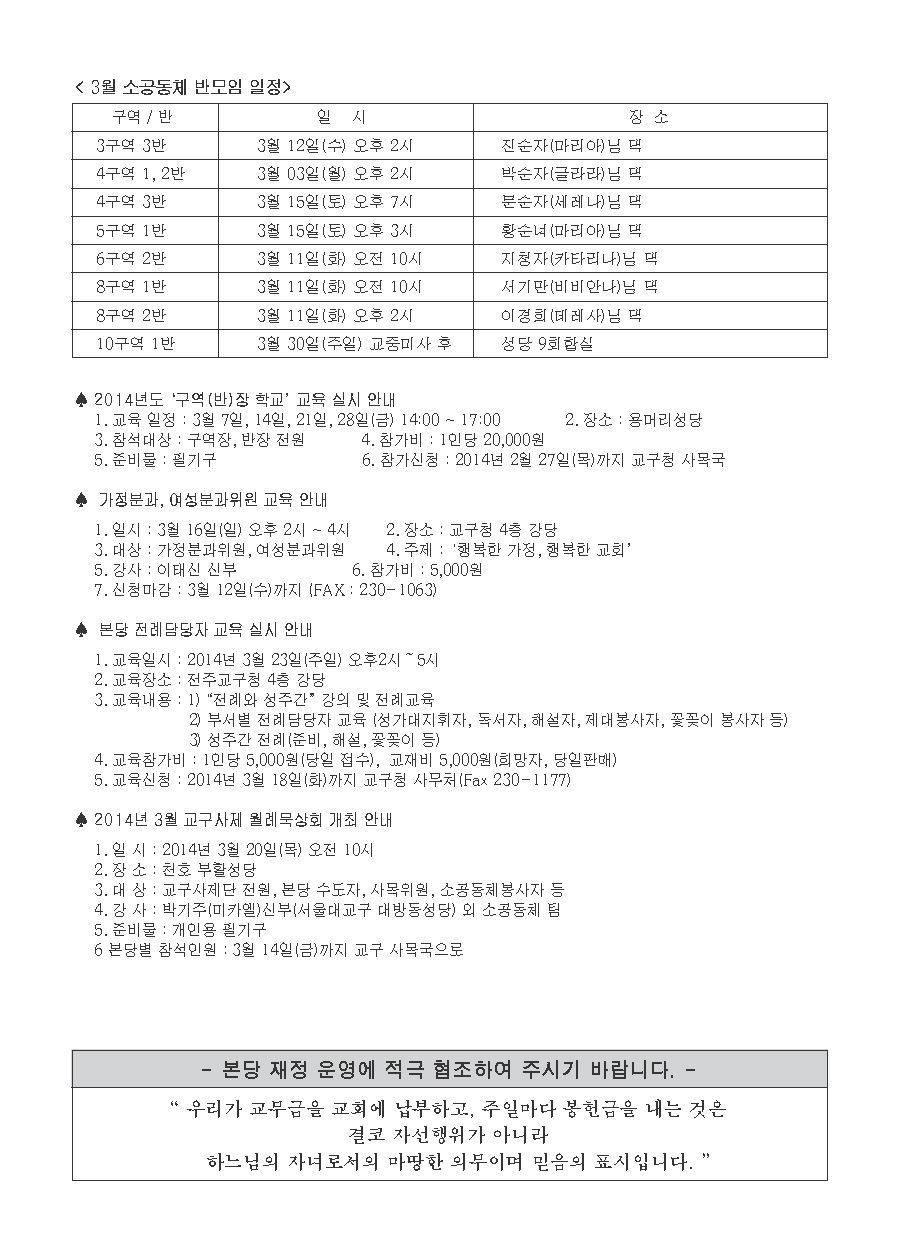 < 3월 소공동체 반모임 일정>
구역 / 반 일 시 장 소
3구역 3반 3월 12일(수) 오후 2시 진순자(마리아)님 댁
4구역 1, 2반 3월 03일(월) 오후 2시 박순자(글라라)님 댁
4구역 3반 3월 15일(토) 오후 7시 문순자(세레나)님 댁
5구역 1반 3월 15일(토) 오후 3시 황순녀(마리아)님 댁
6구역 2반 3월 11일(화) 오전 10시 지청자(카타리나)님 댁
8구역 1반 3월 11일(화) 오전 10시 서기판(비비안나)님 댁
8구역 2반 3월 11일(화) 오후 2시 이경희(데레사)님 댁
10구역 1반 3월 30일(주일) 교중미사 후 성당 9회합실
♠ 2014년도 ‘구역(반)장 학교’ 교육 실시 안내
1. 교육 일정 : 3월 7일, 14일, 21일, 28일(금) 14:00 ~ 17:00 2. 장소 : 용머리성당
3. 참석대상 : 구역장, 반장 전원 4. 참가비 : 1인당 20,000원
5. 준비물 : 필기구 6. 참가신청 : 2014년 2월 27일(목)까지 교구청 사목국
♠ 가정분과, 여성분과위원 교육 안내
1. 일시 : 3월 16일(일) 오후 2시 ~ 4시 2. 장소 : 교구청 4층 강당
3. 대상 : 가정분과위원, 여성분과위원 4. 주제 : ‘행복한 가정, 행복한 교회’
5. 강사 : 이태신 신부 6. 참가비 : 5,000원
7. 신청마감 : 3월 12일(수)까지 (FAX : 230-1063)
♠ 본당 전례담당자 교육 실시 안내
1. 교육일시 : 2014년 3월 23일(주일) 오후2시 ~ 5시
2. 교육장소 : 전주교구청 4층 강당
3. 교육내용 : 1) “전례와 성주간” 강의 및 전례교육
2) 부서별 전례담당자 교육 (성가대지휘자, 독서자, 해설자, 제대봉사자, 꽃꽂이 봉사자 등)
3) 성주간 전례(준비, 해설, 꽃꽂이 등)
4. 교육참가비 : 1인당 5,000원(당일 접수), 교재비 5,000원(희망자, 당일판매)
5. 교육신청 : 2014년 3월 18일(화)까지 교구청 사무처(Fax 230-1177)
♠ 2014년 3월 교구사제 월례묵상회 개최 안내
1. 일 시 : 2014년 3월 20일(목) 오전 10시
2. 장 소 : 천호 부활성당
3. 대 상 : 교구사제단 전원, 본당 수도자, 사목위원, 소공동체봉사자 등
4. 강 사 : 박기주(미카엘)신부(서울대교구 대방동성당) 외 소공동체 팀
5. 준비물 : 개인용 필기구
6 본당별 참석인원 : 3월 14일(금)까지 교구 사목국으로
- 본당 재정 운영에 적극 협조하여 주시기 바랍니다. -
“ 우리가 교무금을 교회에 납부하고, 주일마다 봉헌금을 내는 것은
결코 자선행위가 아니라
하느님의 자녀로서의 마땅한 의무이며 믿음의 표시입니다. ”